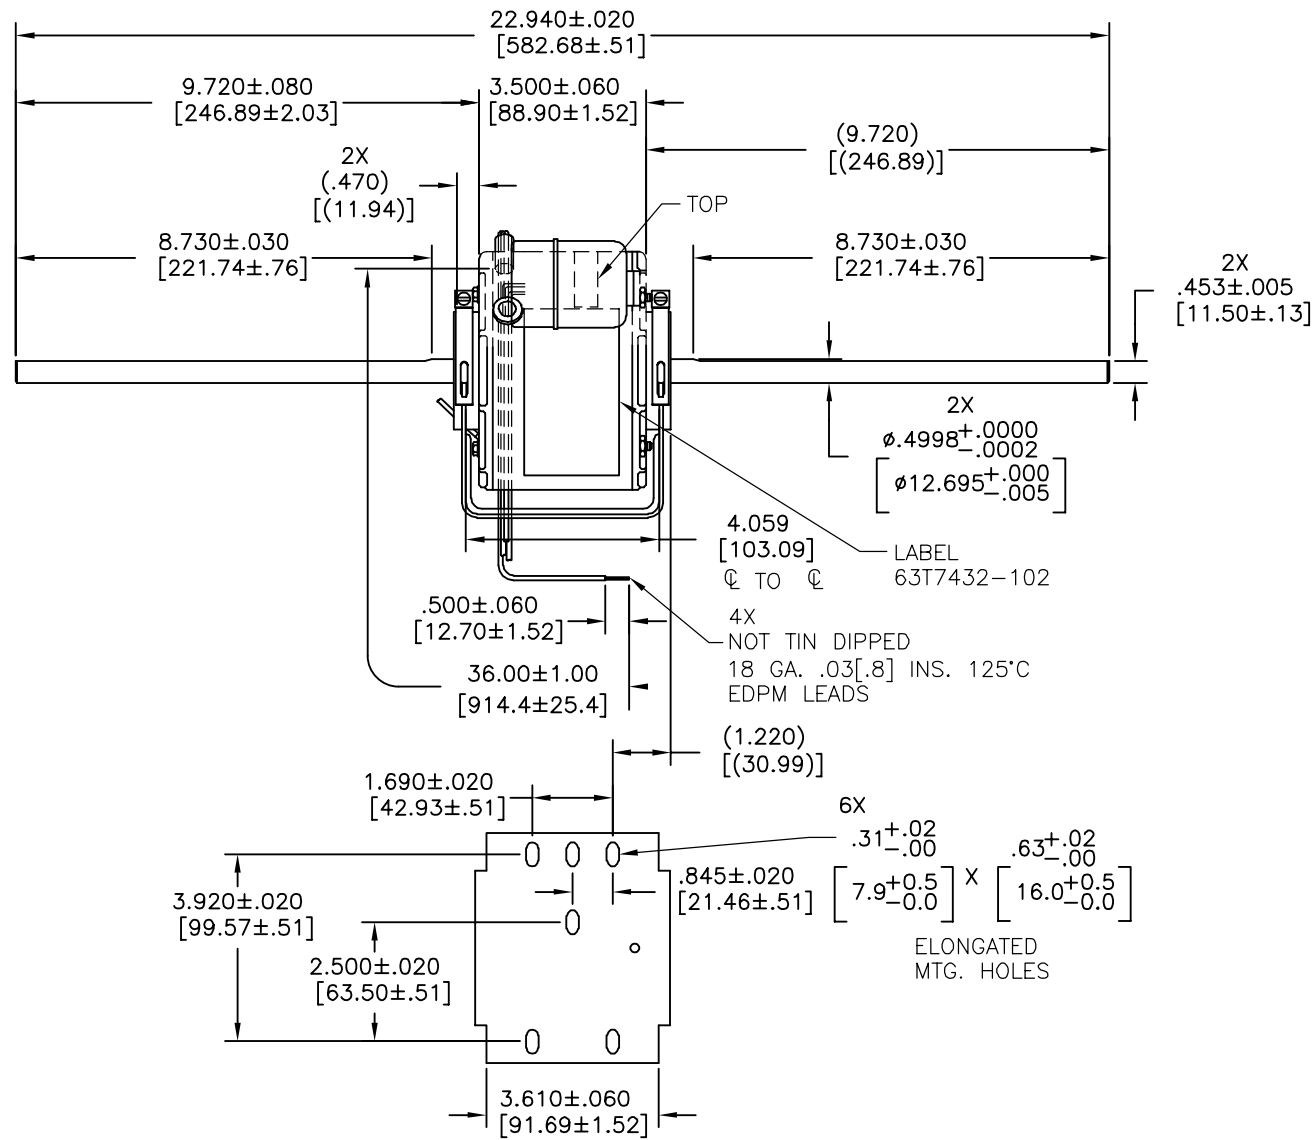 22.940±.020
[582.68±.51]
9.720±.080
[246.89±2.03]
3.500±.060
[88.90±1.52]
(9.720)
[(246.89)]
2X
(.470)
[(11.94)]
TOP
8.730±.030
[221.74±.76]
8.730±.030
[221.74±.76]
2X
.453±.005
[11.50±.13]
2X
ø.4998+.0000
-.0002
[ø12.695+.000
-.005]
4.059
[103.09]
℄ TO ℄
LABEL
63T7432-102
.500±.060
[12.70±1.52]
4X
NOT TIN DIPPED
18 GA. .03[.8] INS. 125°C
EDPM LEADS
36.00±1.00
[914.4±25.4]
(1.220)
[(30.99)]
1.690±.020
[42.93±.51]
6X
.31+.02
-.00
[7.9+0.5
-0.0]
X
.63+.02
-.00
[16.0+0.5
-0.0]
ELONGATED
MTG. HOLES
.845±.020
[21.46±.51]
3.920±.020
[99.57±.51]
2.500±.020
[63.50±.51]
3.610±.060
[91.69±1.52]